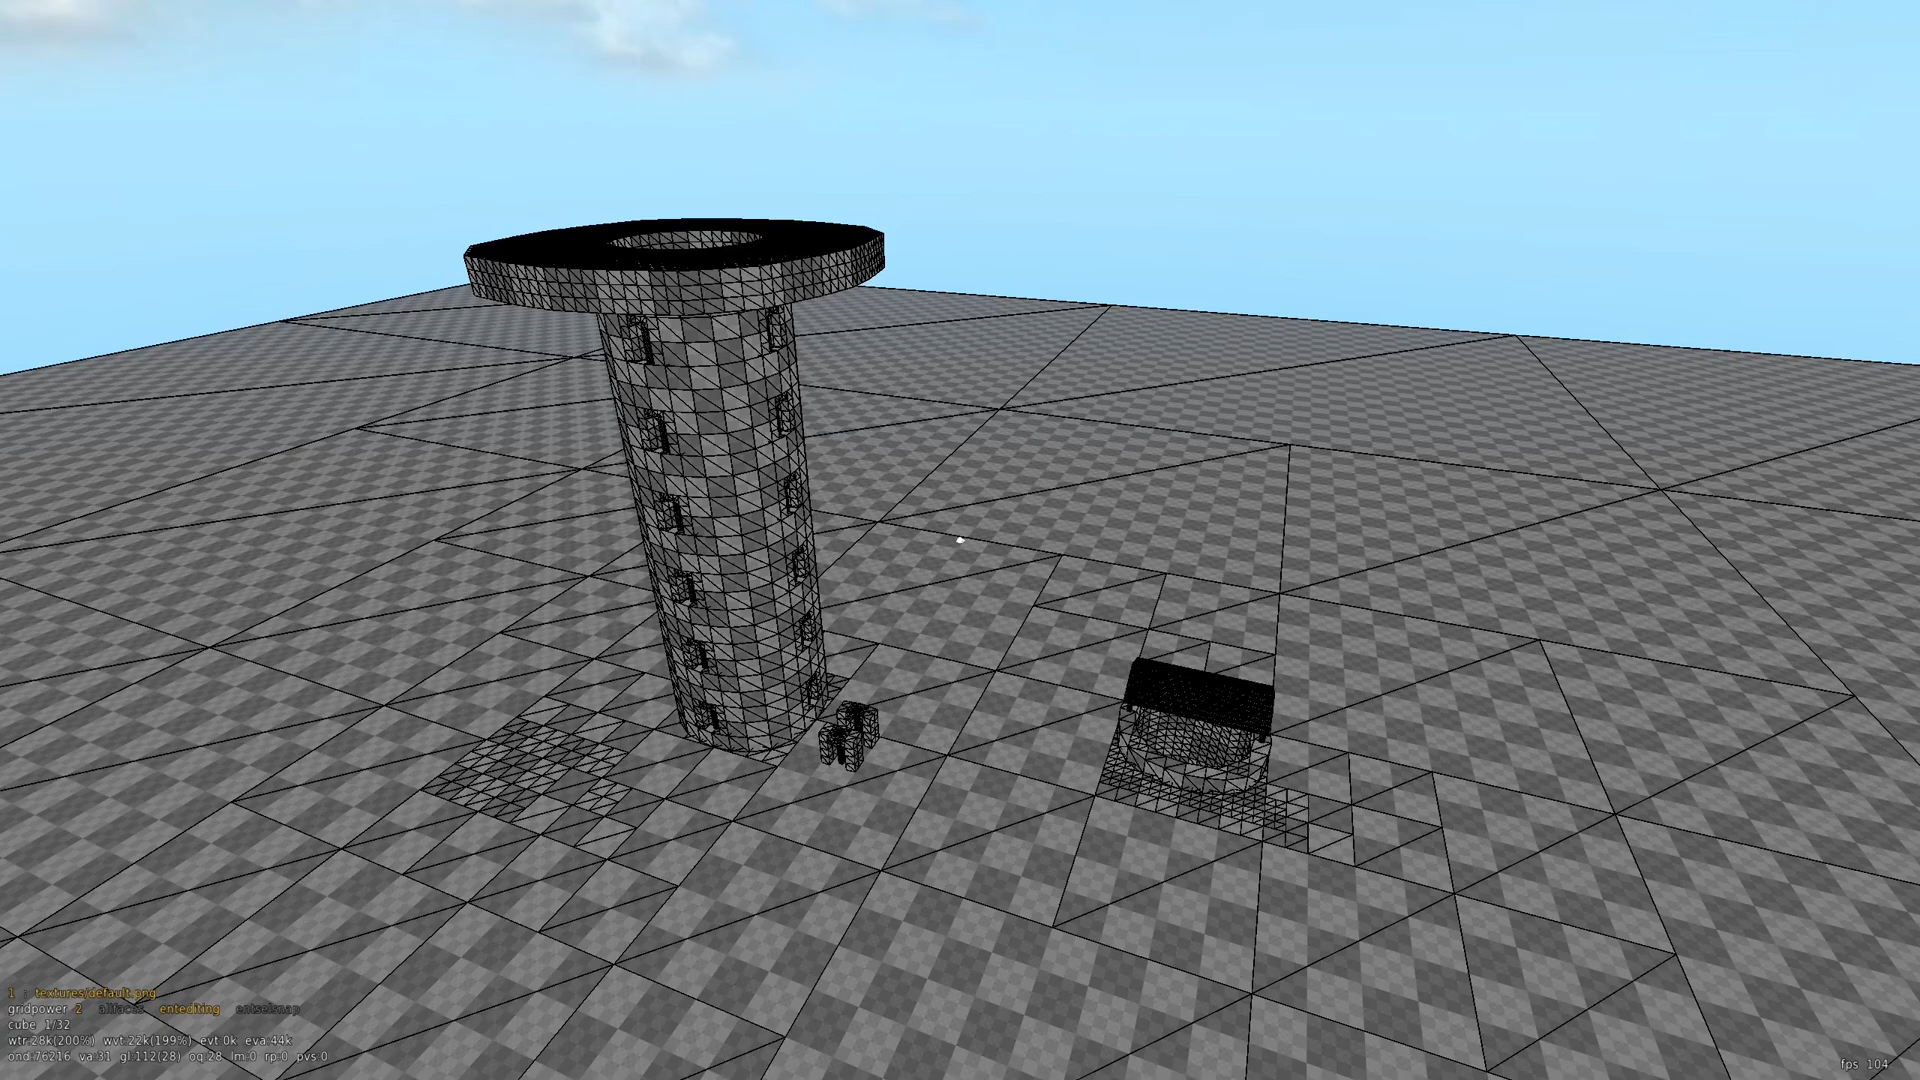 1 : textures/default.png
gridpower 2 allfaces entediting entselsnap
cube 1/32
wtr:28k(200%) wvt:22k(199%) evt:0k eva:44k
ond:76216 va:31 gl:112(28) oq:28 lm:0 rp:0 pvs:0
fps 104